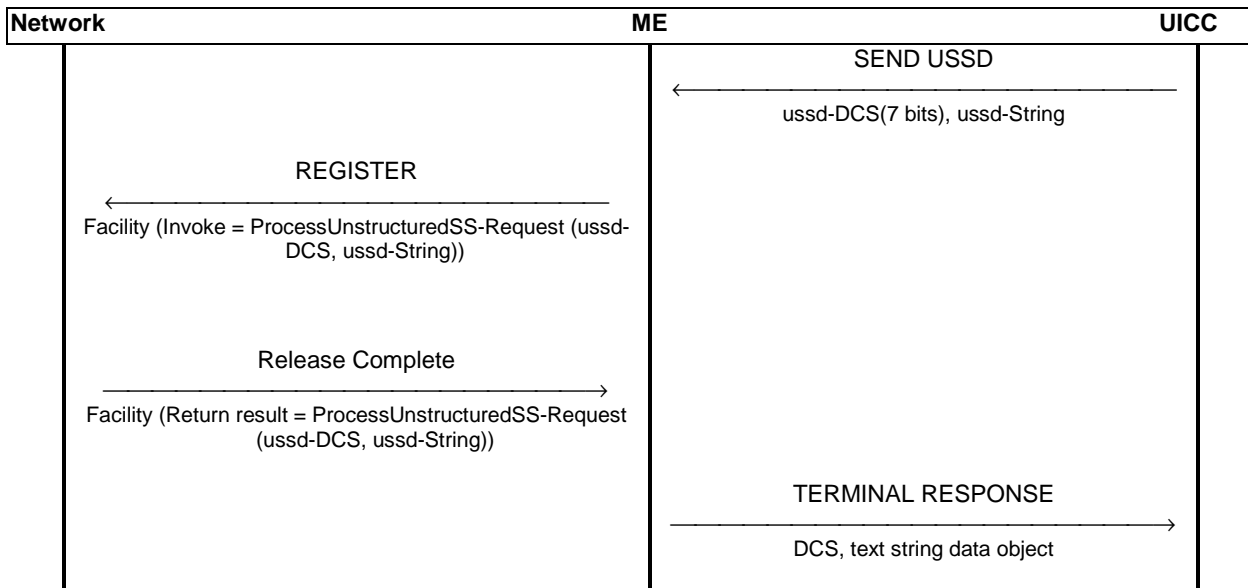 Network ME UICC
SEND USSD
ussd-DCS(7 bits), ussd-String
REGISTER
Facility (Invoke = ProcessUnstructuredSS-Request (ussd-
DCS, ussd-String))
Release Complete
Facility (Return result = ProcessUnstructuredSS-Request
(ussd-DCS, ussd-String))
TERMINAL RESPONSE
DCS, text string data object